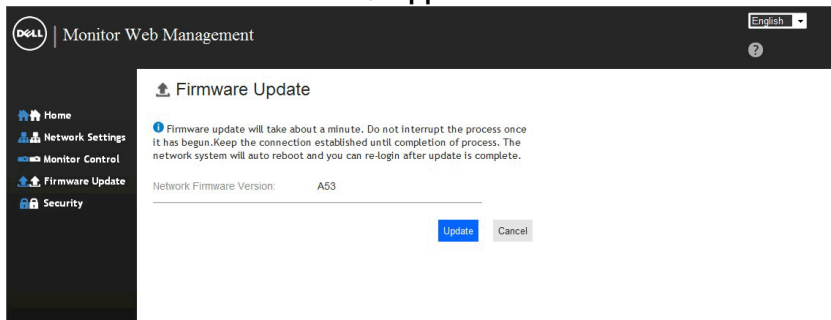 DELL
Monitor Web Management
English
?
Firmware Update
Home
Network Settings
Monitor Control
Firmware Update
Security
Firmware update will take about a minute. Do not interrupt the process once
it has begun.Keep the connection established until completion of process. The
network system will auto reboot and you can re-login after update is complete.
Network Firmware Version: A53
Update Cancel